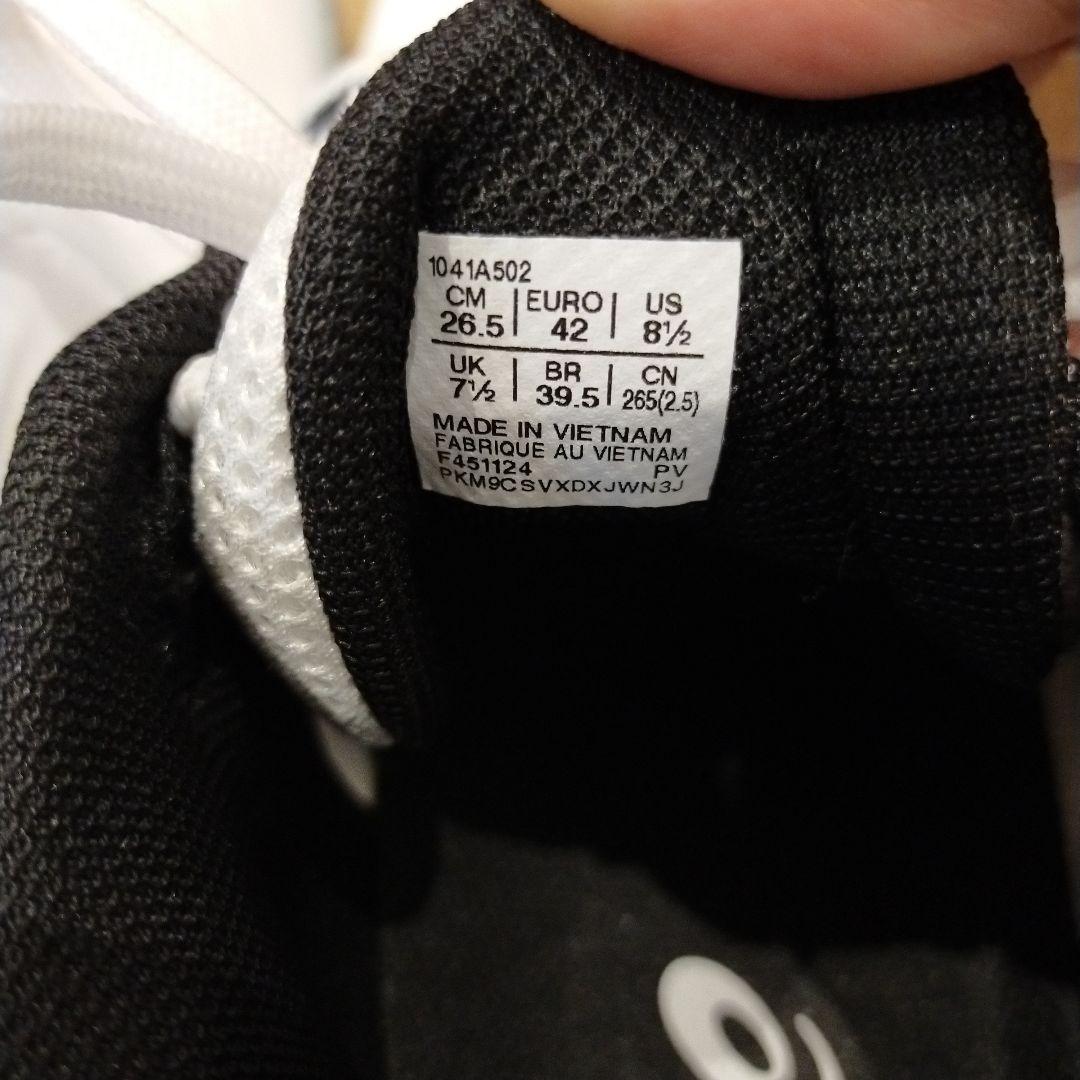 1041A502
CM | EURO | US
26.5 | 42 | 8½
UK | BR | CN
7½ | 39.5 | 265(2.5)
MADE IN VIETNAM
FABRIQUE AU VIETNAM
F451124 PV
PKM9CSVXDXJWN3J